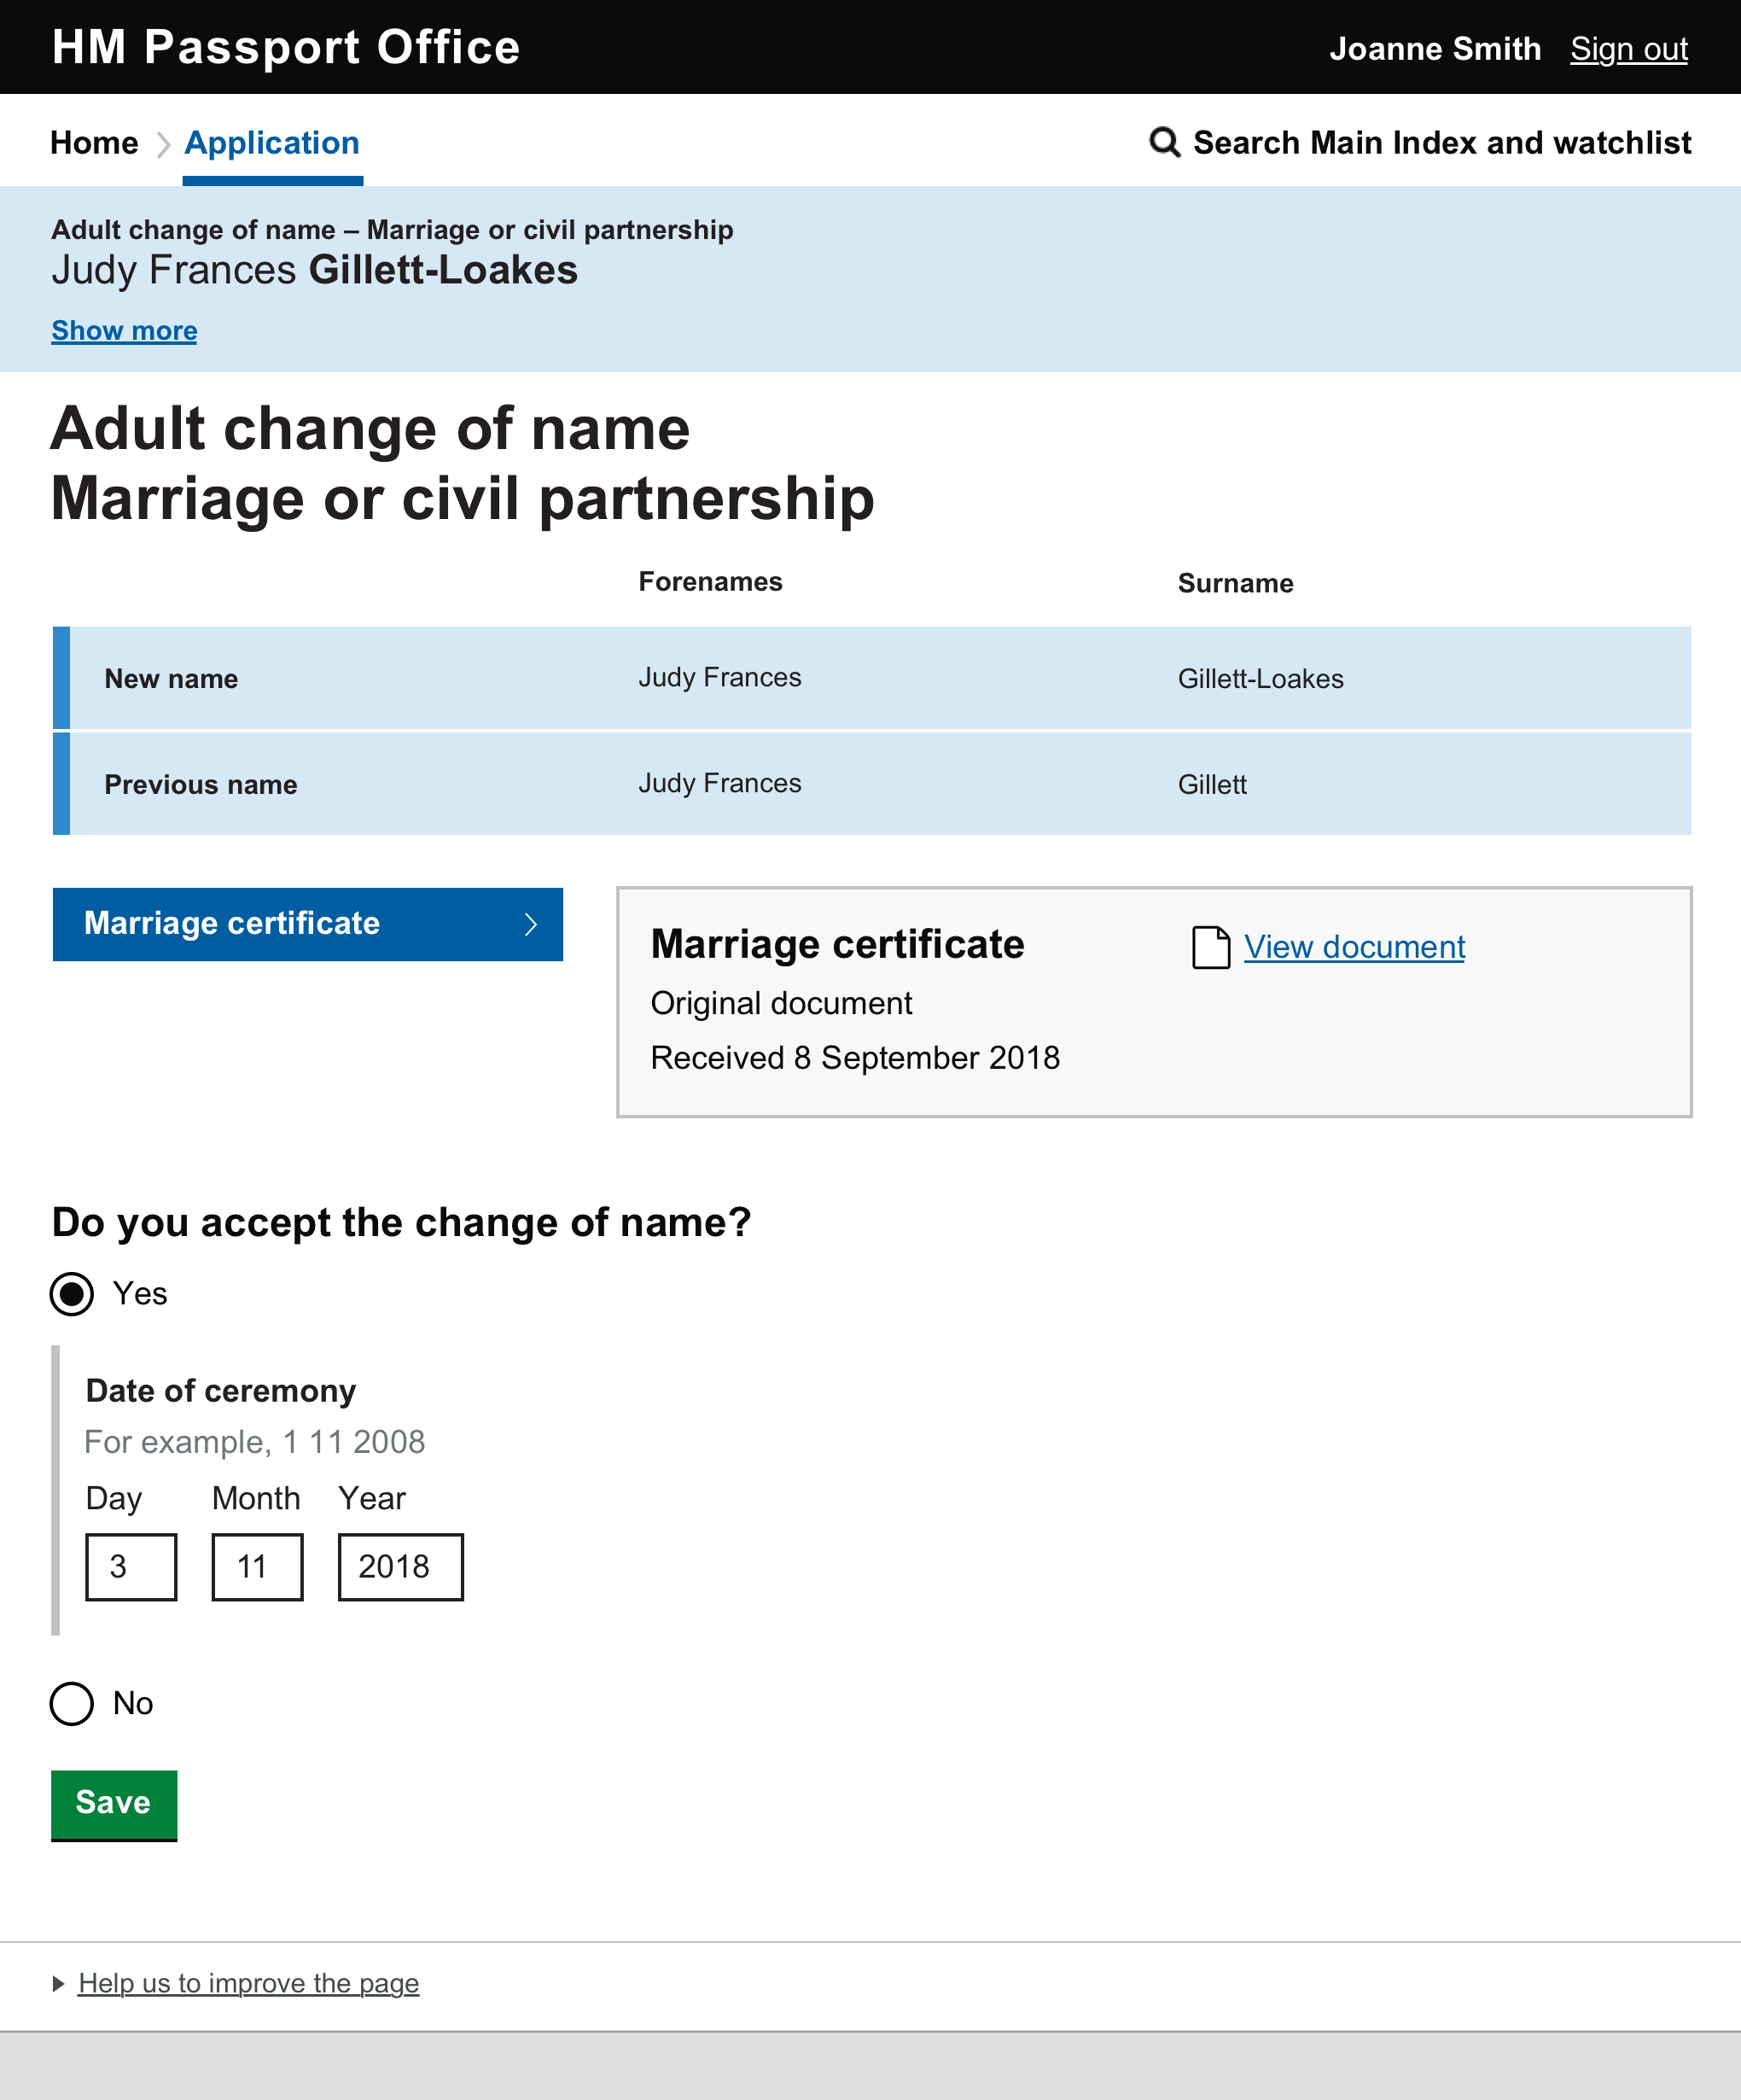 HM Passport Office
Joanne Smith Sign out
Home Application
Search Main Index and watchlist
Adult change of name – Marriage or civil partnership
Judy Frances Gillett-Loakes
Show more
Adult change of name
Marriage or civil partnership
Forenames Surname
New name Judy Frances Gillett-Loakes
Previous name Judy Frances Gillett
Marriage certificate
Marriage certificate
View document
Original document
Received 8 September 2018
Do you accept the change of name?
Yes
Date of ceremony
For example, 1 11 2008
Day Month Year
3 11 2018
No
Save
Help us to improve the page